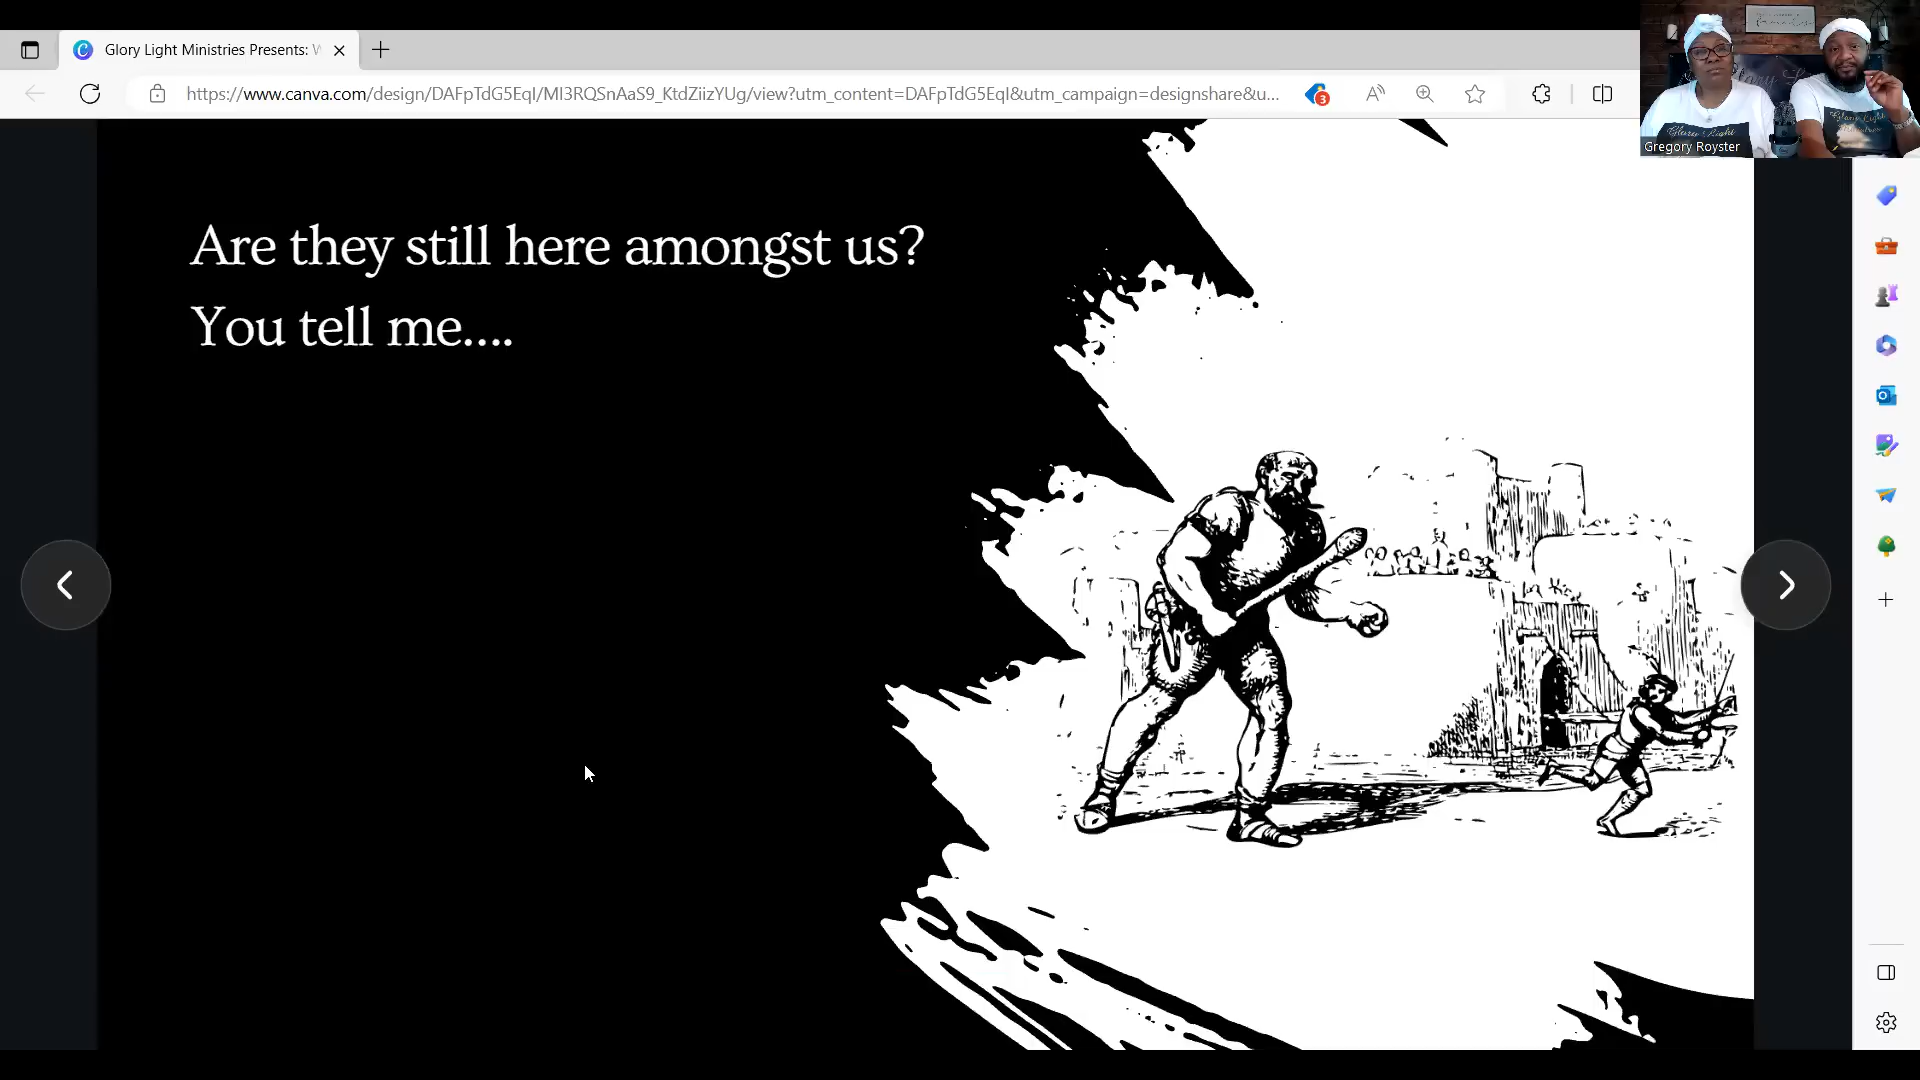 Glory Light Ministries Presents:
https://www.canva.com/design/DAFpTdG5EqI/MI3RQSnAaS9_KtdZiizYUg/view?utm_content=DAFpTdG5EqI&utm_campaign=designshare&u...
3
Gregory Royster
Are they still here amongst us?
You tell me....